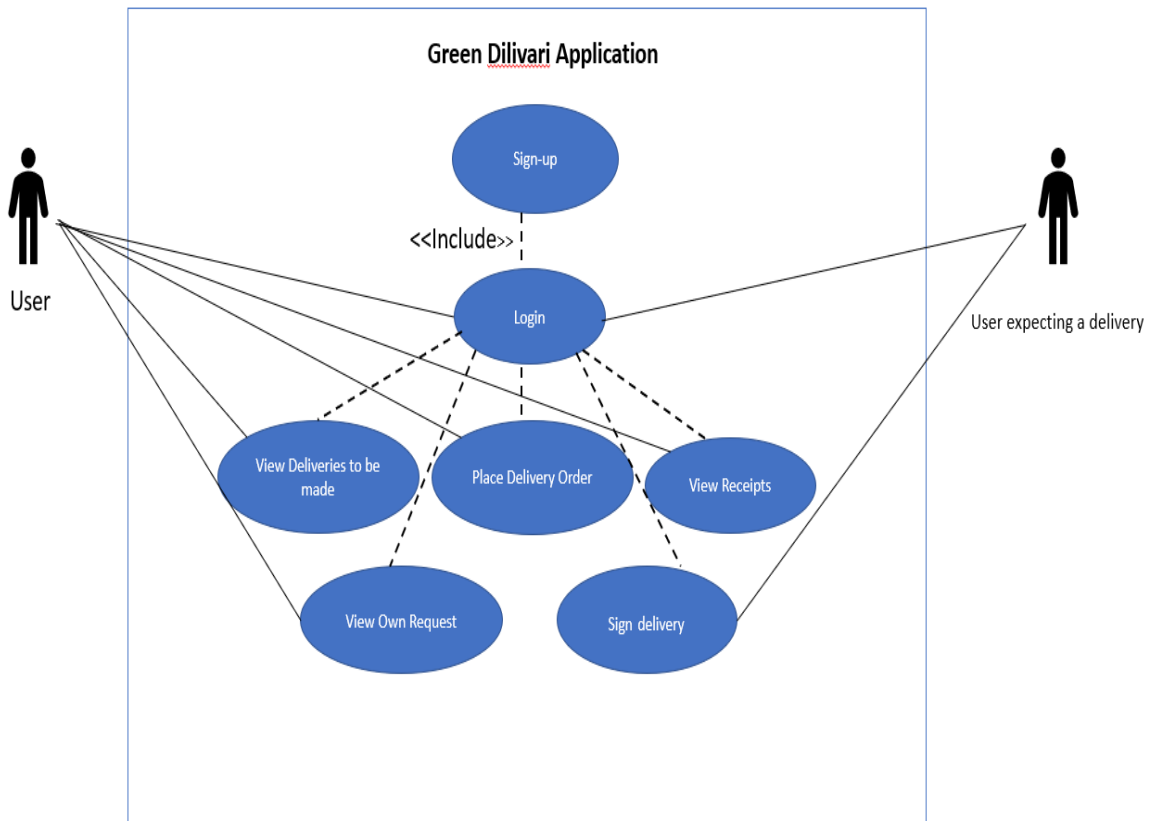 Green Dilivari Application
Sign-up
<<Include>>
User
Login
User expecting a delivery
View Deliveries to be
made
Place Delivery Order
View Receipts
View Own Request
Sign delivery